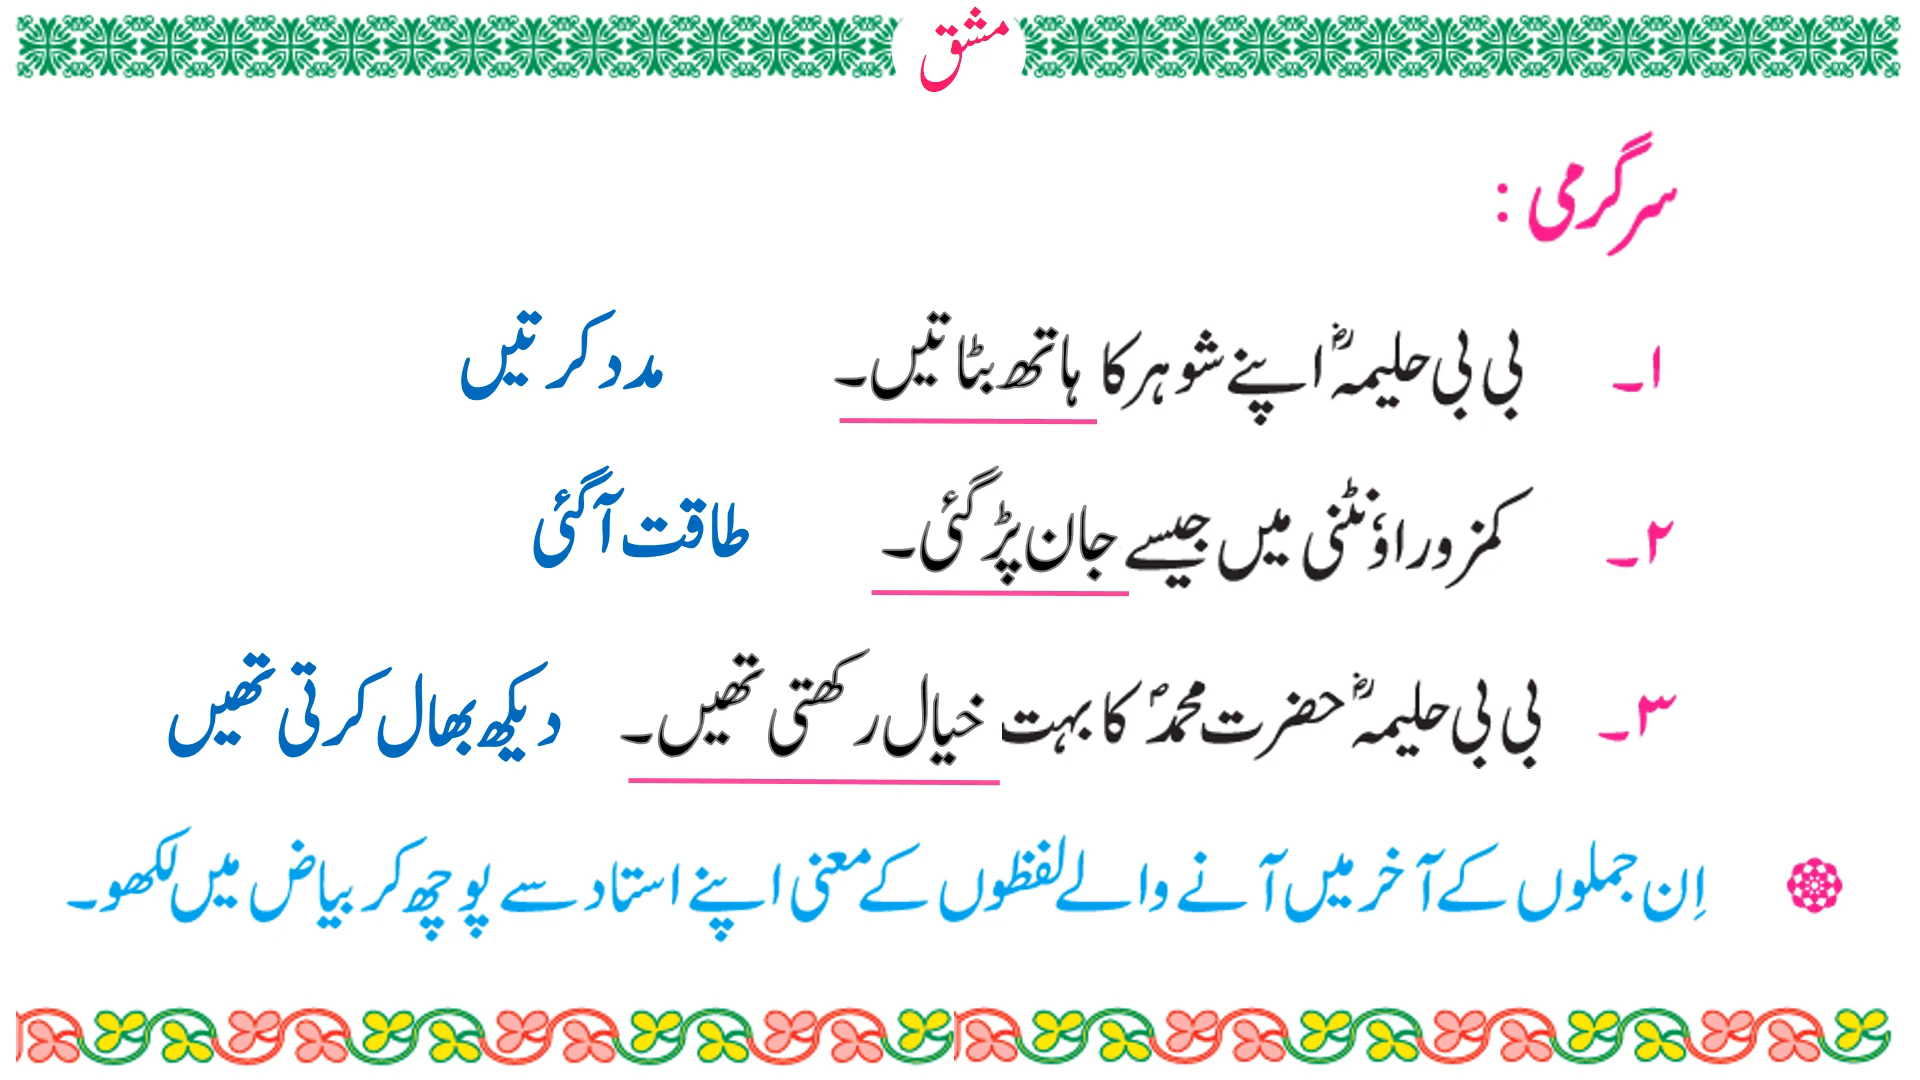 مشق
سرگرمی :
۱۔ بی بی حلیمہؓ اپنے شوہر کا ہاتھ بٹاتیں۔ مدد کرتیں
۲۔ کمزور اوٗنٹنی میں جیسے جان پڑ گئی۔ طاقت آگئی
۳۔ بی بی حلیمہؓ حضرت محمدؐ کا بہت خیال رکھتی تھیں۔ دیکھ بھال کرتی تھیں
اِن جملوں کے آخر میں آنے والے لفظوں کے معنی اپنے استاد سے پوچھ کر بیاض میں لکھو۔